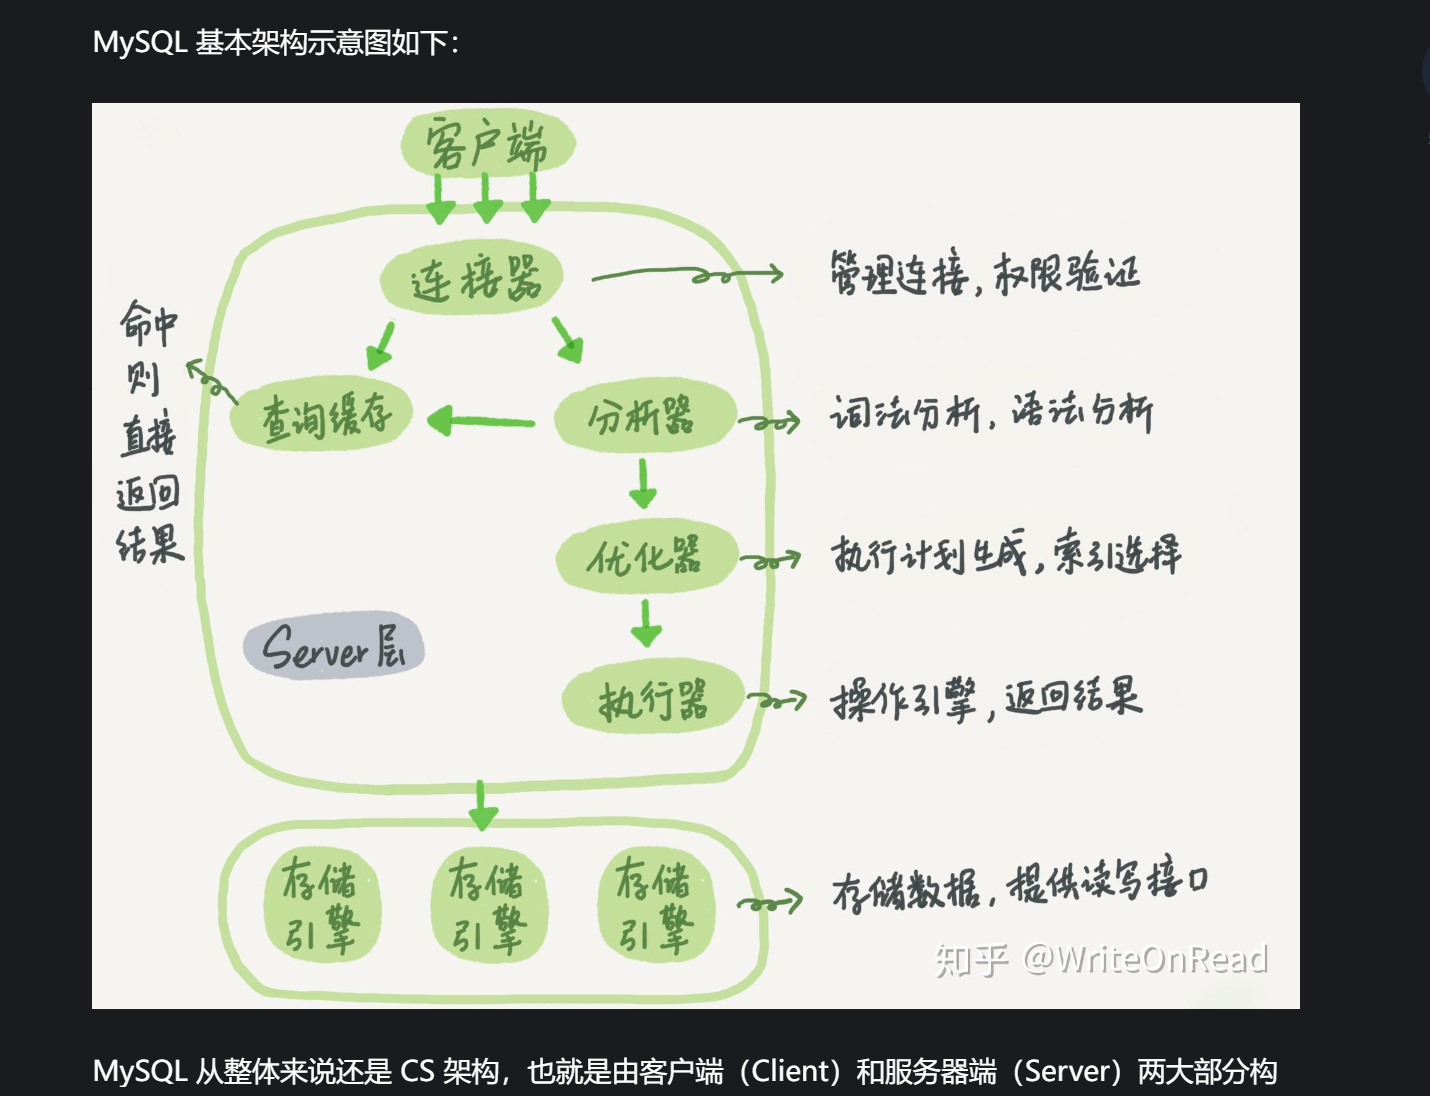 MySQL 基本架构示意图如下：
客户端
连接器
管理连接，权限验证
命中
则
直接
返回
结果
查询缓存
分析器
词法分析，语法分析
优化器
执行计划生成，索引选择
Server层
执行器
操作引擎，返回结果
存储
引擎
存储
引擎
存储
引擎
存储数据，提供读写接口
知乎 @WriteOnRead
MySQL 从整体来说还是 CS 架构，也就是由客户端（Client）和服务器端（Server）两大部分构